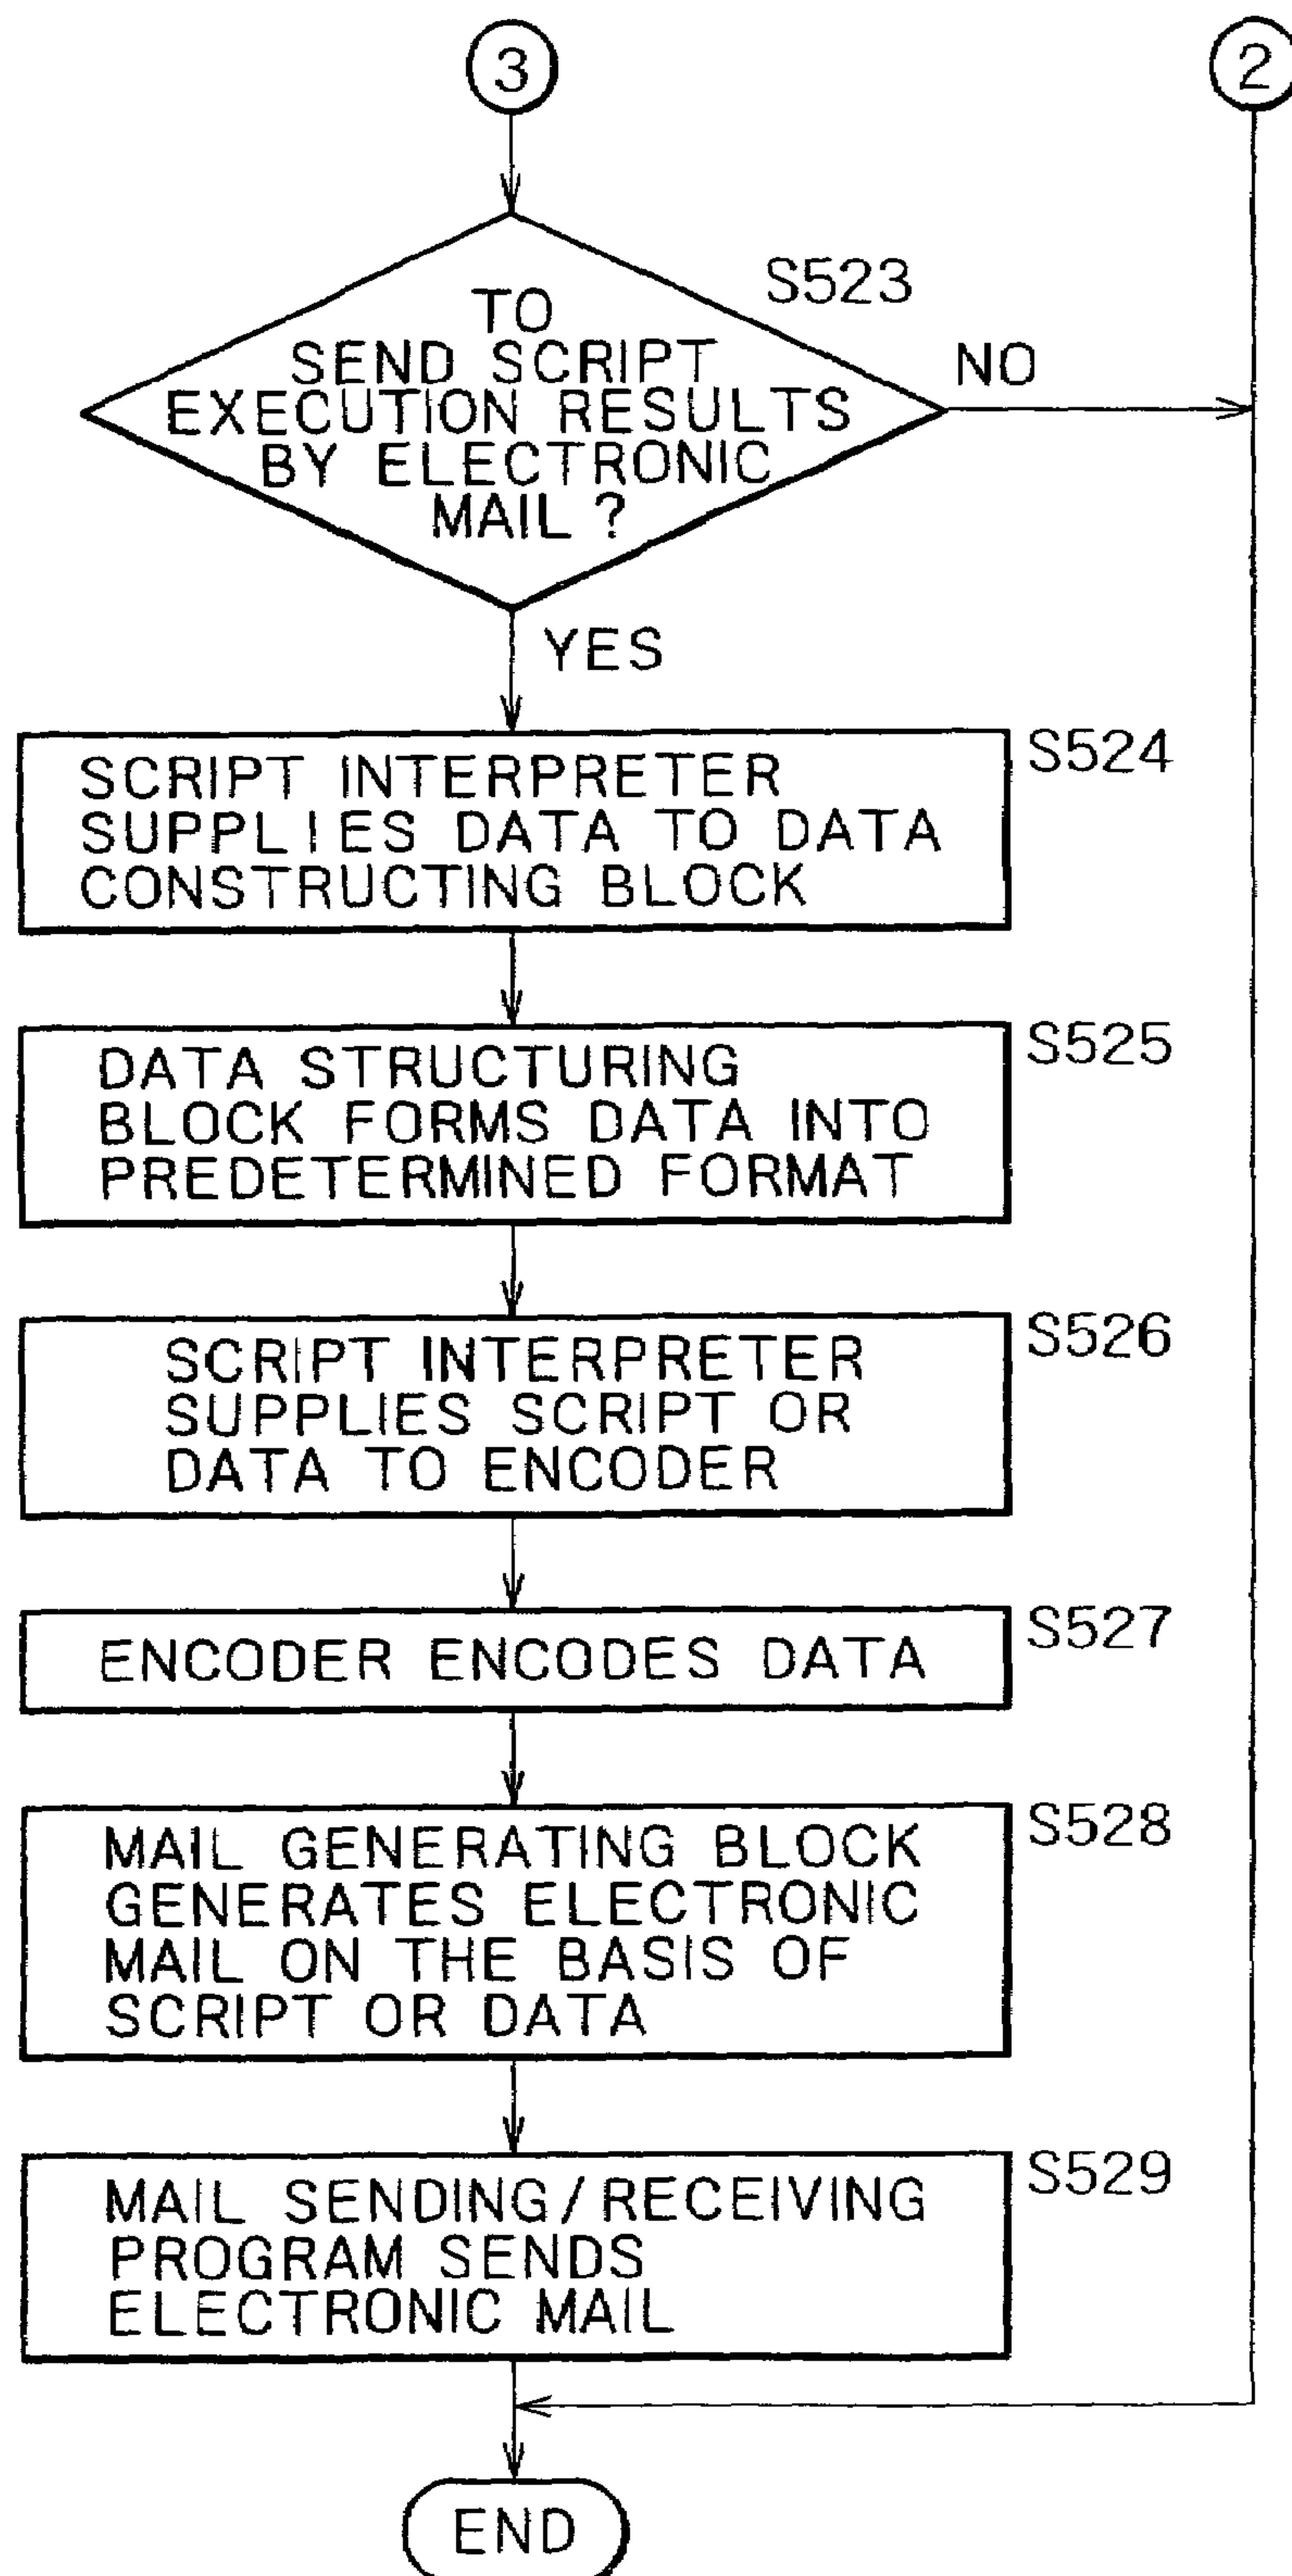 3
2
S523
TO
SEND SCRIPT
EXECUTION RESULTS
BY ELECTRONIC
MAIL?
NO
YES
S524
SCRIPT INTERPRETER
SUPPLIES DATA TO DATA
CONSTRUCTING BLOCK
S525
DATA STRUCTURING
BLOCK FORMS DATA INTO
PREDETERMINED FORMAT
S526
SCRIPT INTERPRETER
SUPPLIES SCRIPT OR
DATA TO ENCODER
S527
ENCODER ENCODES DATA
S528
MAIL GENERATING BLOCK
GENERATES ELECTRONIC
MAIL ON THE BASIS OF
SCRIPT OR DATA
S529
MAIL SENDING/RECEIVING
PROGRAM SENDS
ELECTRONIC MAIL
END